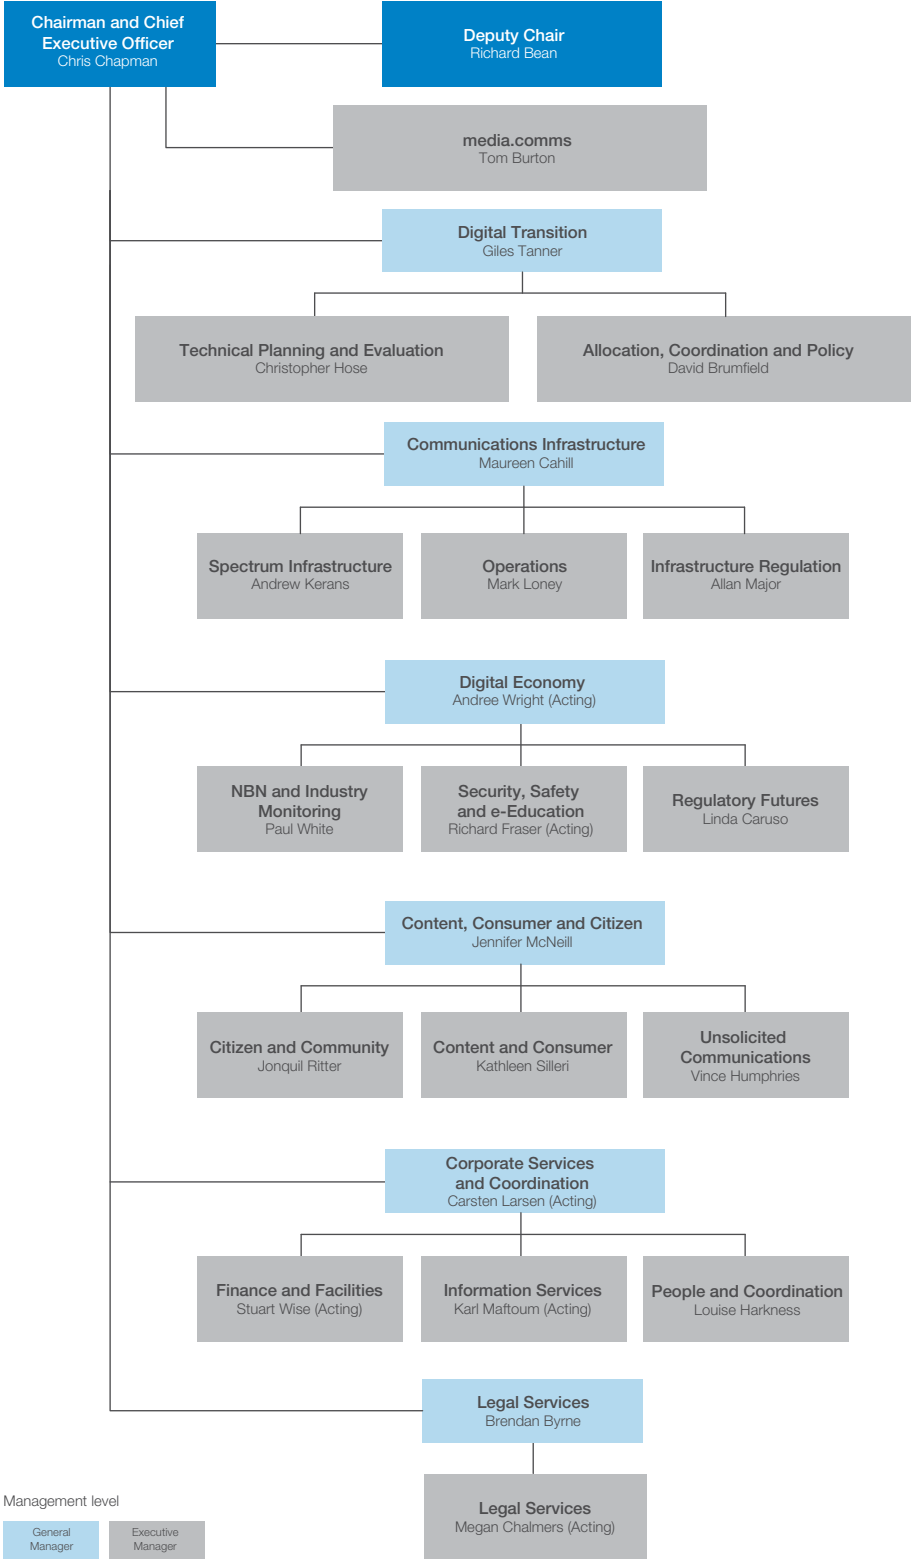 Chairman and Chief
Executive Officer
Chris Chapman
Deputy Chair
Richard Bean
media.comms
Tom Burton
Digital Transition
Giles Tanner
Technical Planning and Evaluation
Christopher Hose
Allocation, Coordination and Policy
David Brumfield
Communications Infrastructure
Maureen Cahill
Spectrum Infrastructure
Andrew Kerans
Operations
Mark Loney
Infrastructure Regulation
Allan Major
Digital Economy
Andree Wright (Acting)
NBN and Industry
Monitoring
Paul White
Security, Safety
and e-Education
Richard Fraser (Acting)
Regulatory Futures
Linda Caruso
Content, Consumer and Citizen
Jennifer McNeill
Citizen and Community
Jonquil Ritter
Content and Consumer
Kathleen Silleri
Unsolicited
Communications
Vince Humphries
Corporate Services
and Coordination
Carsten Larsen (Acting)
Finance and Facilities
Stuart Wise (Acting)
Information Services
Karl Maftoum (Acting)
People and Coordination
Louise Harkness
Legal Services
Brendan Byrne
Legal Services
Megan Chalmers (Acting)
Management level
General
Manager
Executive
Manager